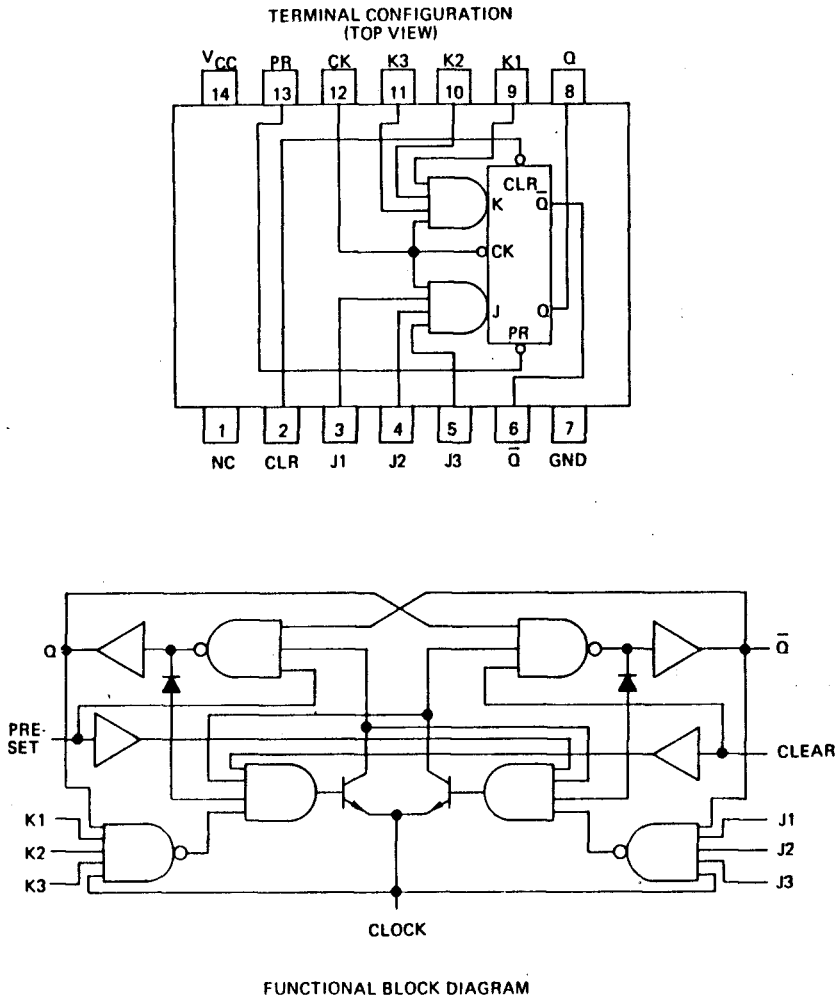 TERMINAL CONFIGURATION
(TOP VIEW)
VCC PR CK K3 K2 K1 Q
14 13 12 11 10 9 8
CLR
K Q̅
CK
J Q
PR
1 2 3 4 5 6 7
NC CLR J1 J2 J3 Q̅ GND
Q Q̅
PRE-
SET
CLEAR
K1 J1
K2 J2
K3 J3
CLOCK
FUNCTIONAL BLOCK DIAGRAM